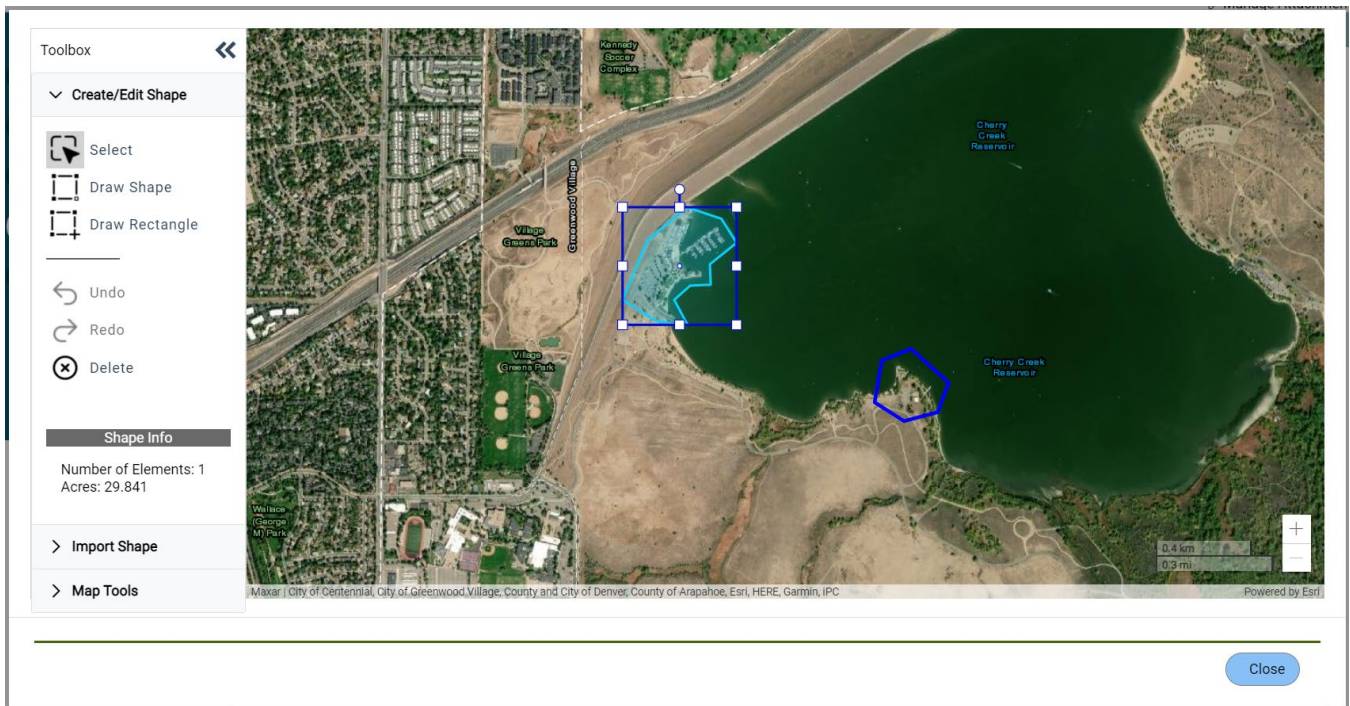 Manage Attachmen
Toolbox
Create/Edit Shape
Select
Draw Shape
Draw Rectangle
Undo
Redo
Delete
Shape Info
Number of Elements: 1
Acres: 29.841
Import Shape
Map Tools
Kennedy
Soccer
Complex
Cherry
Creek
Reservoir
Greenwood Village
Village
Greens Park
Village
Greens Park
Cherry Creek
Reservoir
Wallace
(George
M) Park
+
0.4 km
0.3 mi
Maxar | City of Centennial, City of Greenwood Village, County and City of Denver, County of Arapahoe, Esri, HERE, Garmin, iPC
Powered by Esri
Close